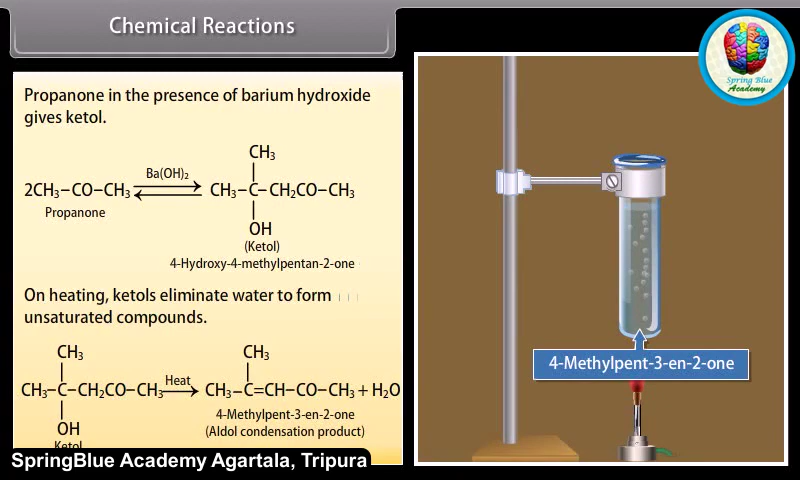 Chemical Reactions
Spring Blue
Academy
Propanone in the presence of barium hydroxide
gives ketol.
CH₃
Ba(OH)₂
2CH₃–CO–CH₃ ⇌ CH₃–C–CH₂CO–CH₃
Propanone
OH
(Ketol)
4-Hydroxy-4-methylpentan-2-one
On heating, ketols eliminate water to form
unsaturated compounds.
CH₃ CH₃
Heat
CH₃–C–CH₂CO–CH₃ → CH₃–C=CH–CO–CH₃ + H₂O
4-Methylpent-3-en-2-one
OH (Aldol condensation product)
Ketol
4-Methylpent-3-en-2-one
SpringBlue Academy Agartala, Tripura